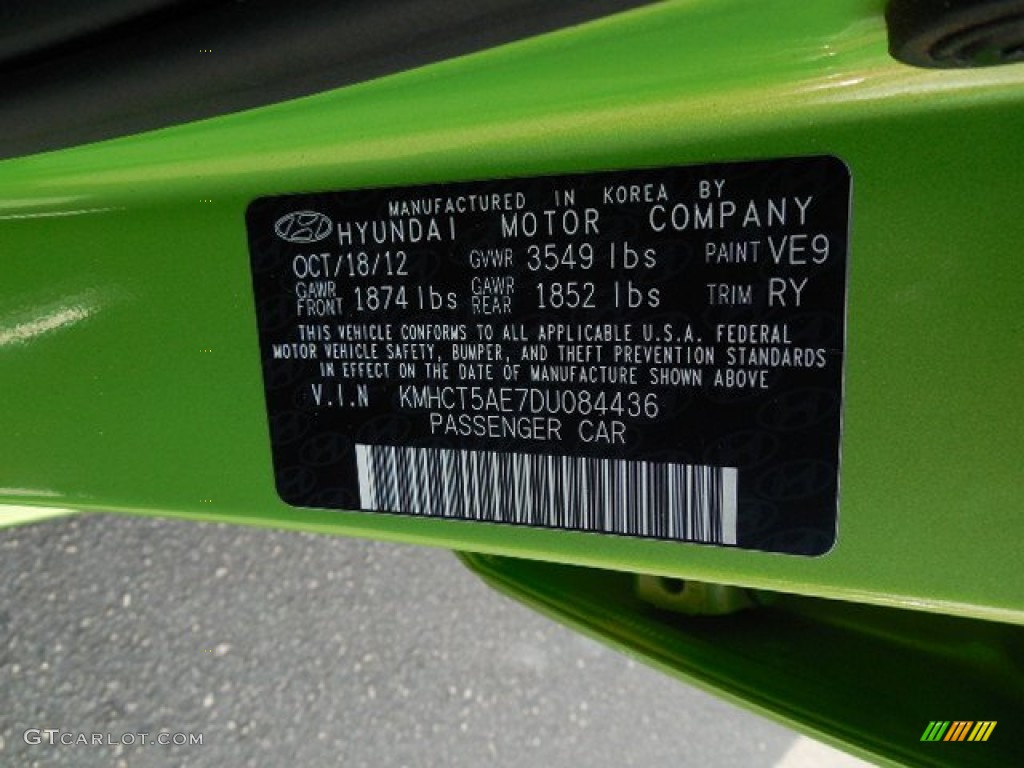 MANUFACTURED IN KOREA BY
HYUNDAI MOTOR COMPANY
OCT/18/12 GVWR 3549 lbs PAINT VE9
GAWR FRONT 1874 lbs GAWR REAR 1852 lbs TRIM RY
THIS VEHICLE CONFORMS TO ALL APPLICABLE U.S.A. FEDERAL
MOTOR VEHICLE SAFETY, BUMPER, AND THEFT PREVENTION STANDARDS
IN EFFECT ON THE DATE OF MANUFACTURE SHOWN ABOVE
V.I.N KMHCT5AE7DU084436
PASSENGER CAR
GTCARLOT.COM